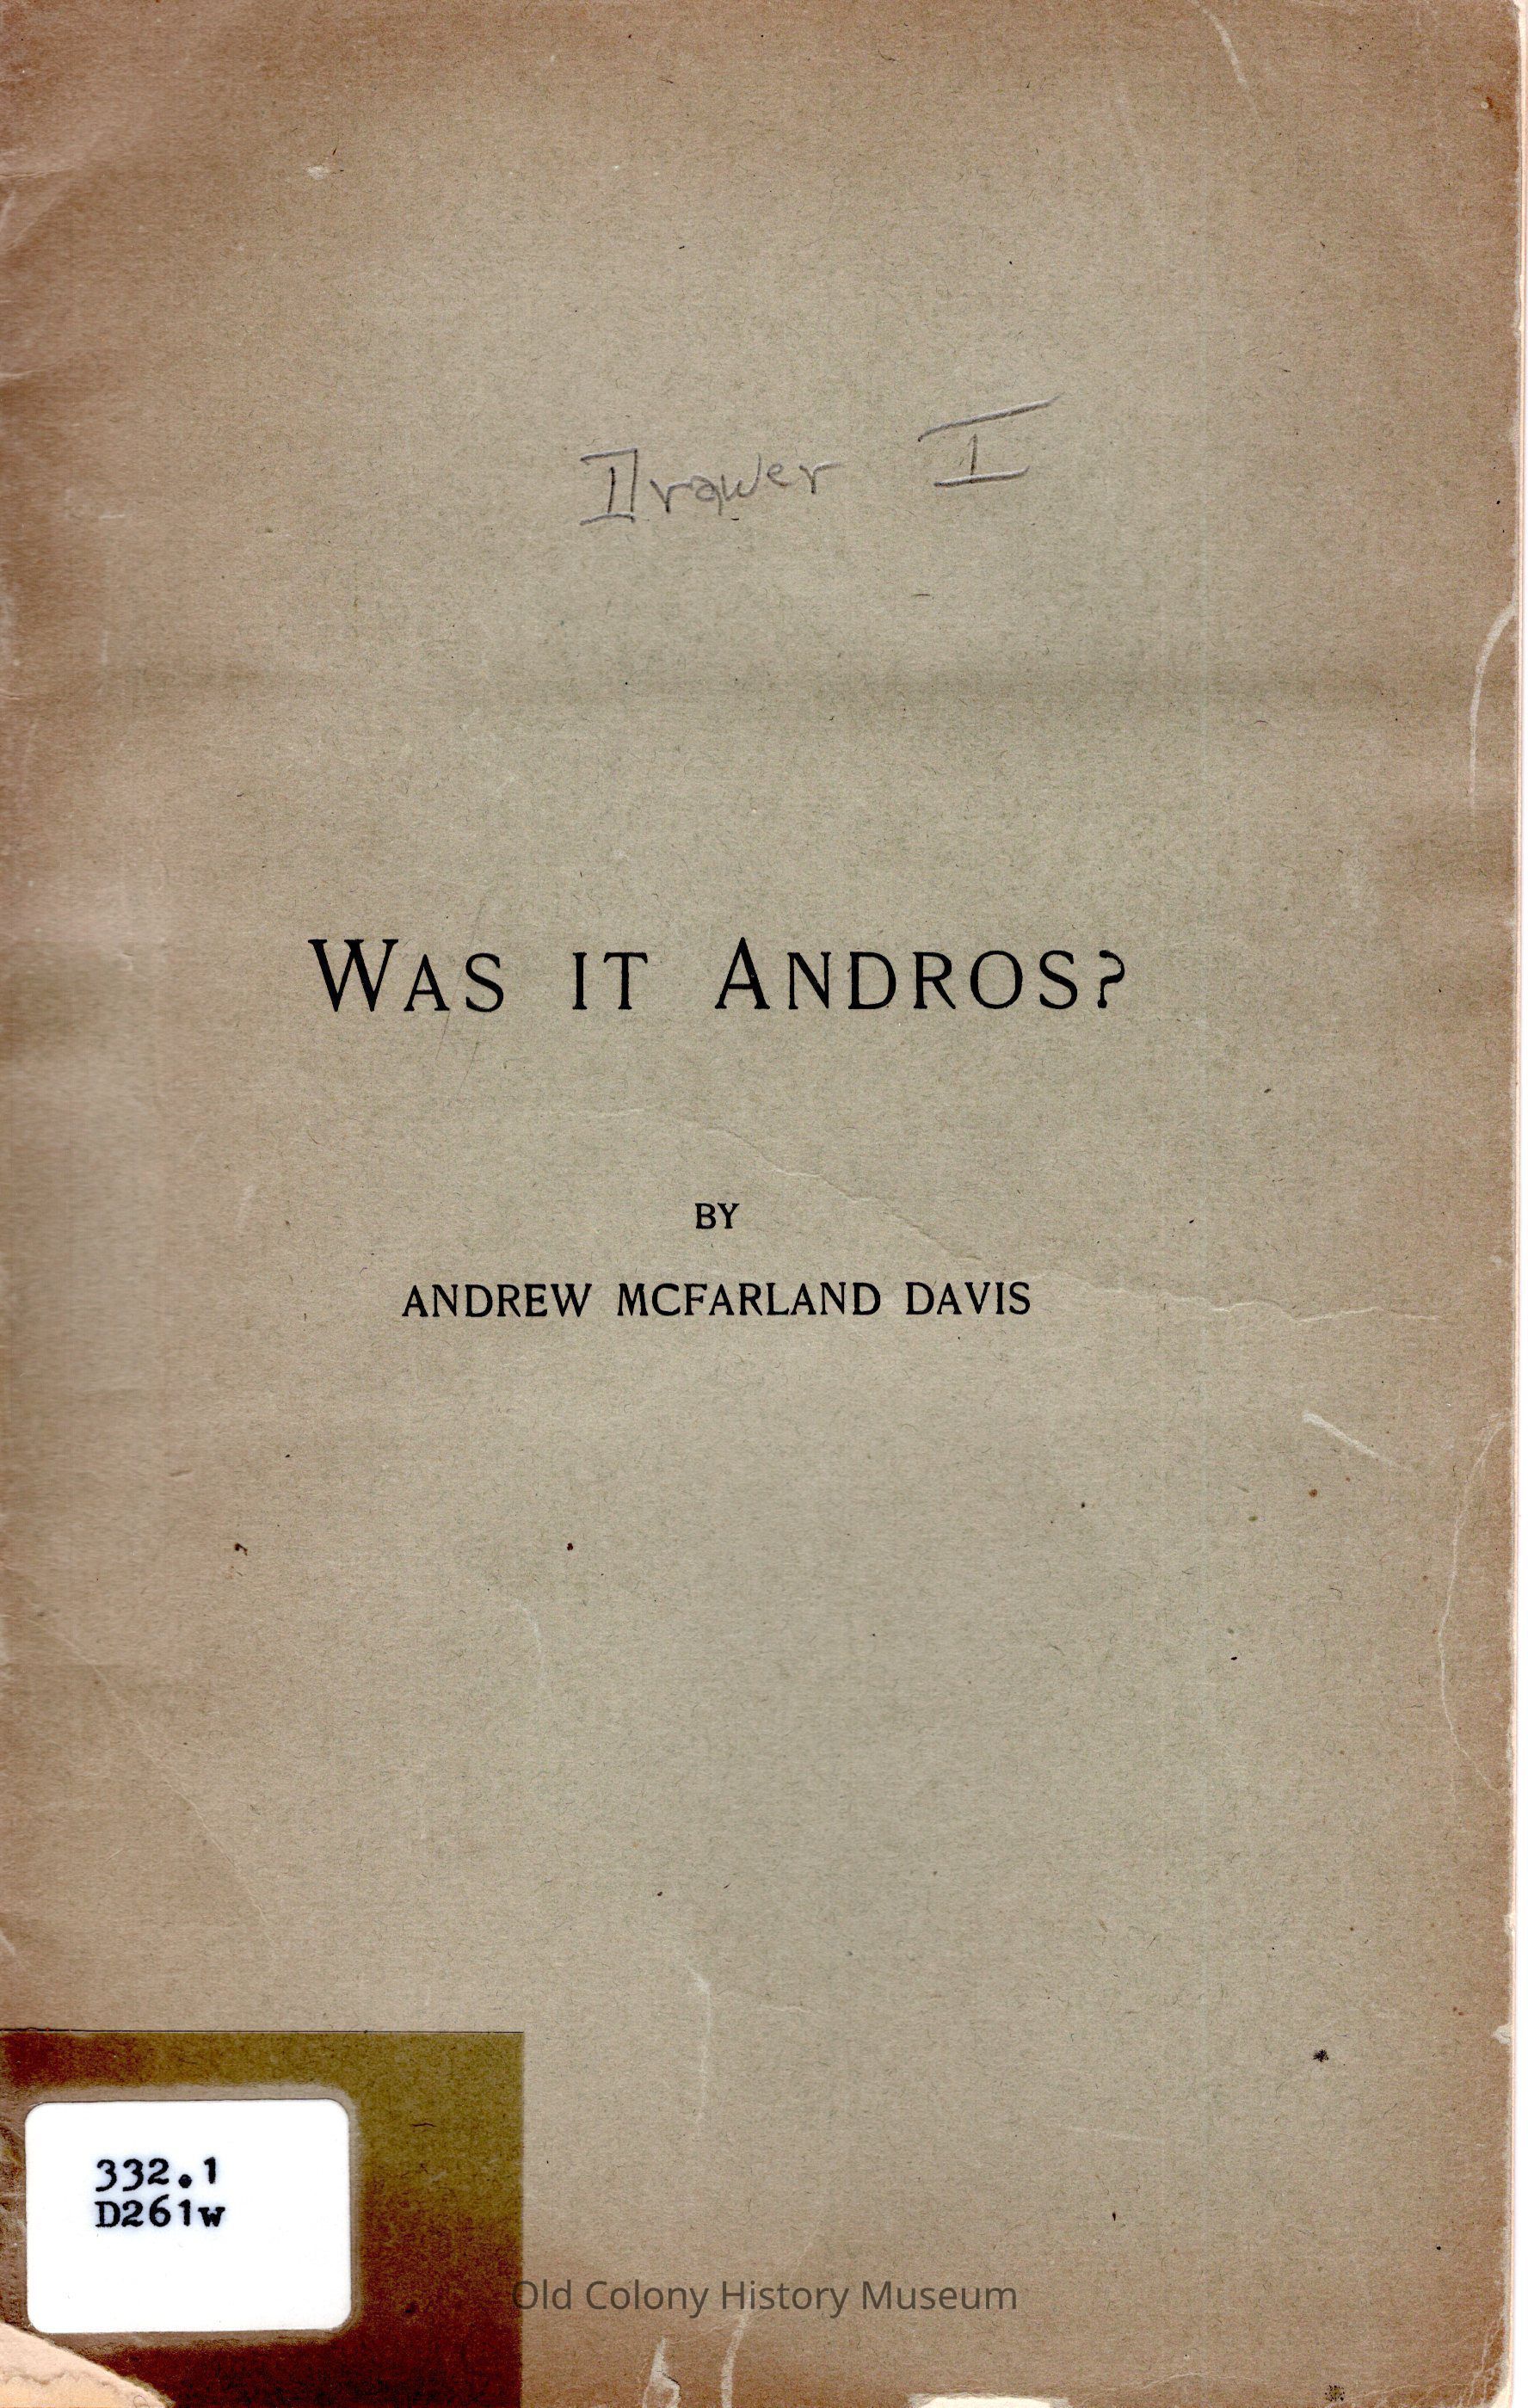 Drawer I
WAS IT ANDROS?
BY
ANDREW MCFARLAND DAVIS
332.1
D261w
Old Colony History Museum